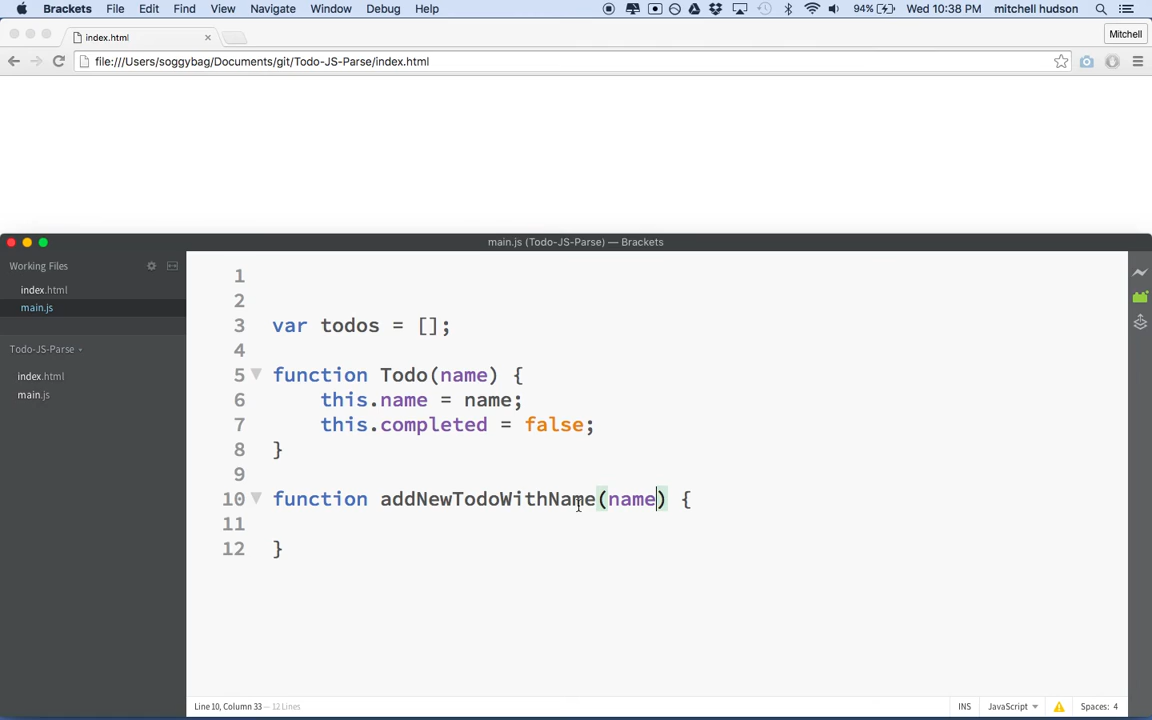 Brackets File Edit Find View Navigate Window Debug Help 94% Wed 10:38 PM mitchell hudson
index.html
Mitchell
file:///Users/soggybag/Documents/git/Todo-JS-Parse/index.html
main.js (Todo-JS-Parse) — Brackets
Working Files
index.html
main.js
Todo-JS-Parse
index.html
main.js
1
2
3 var todos = [];
4
5 function Todo(name) {
6 this.name = name;
7 this.completed = false;
8 }
9
10 function addNewTodoWithName(name) {
11
12 }
Line 10, Column 33 — 12 Lines
INS JavaScript Spaces: 4